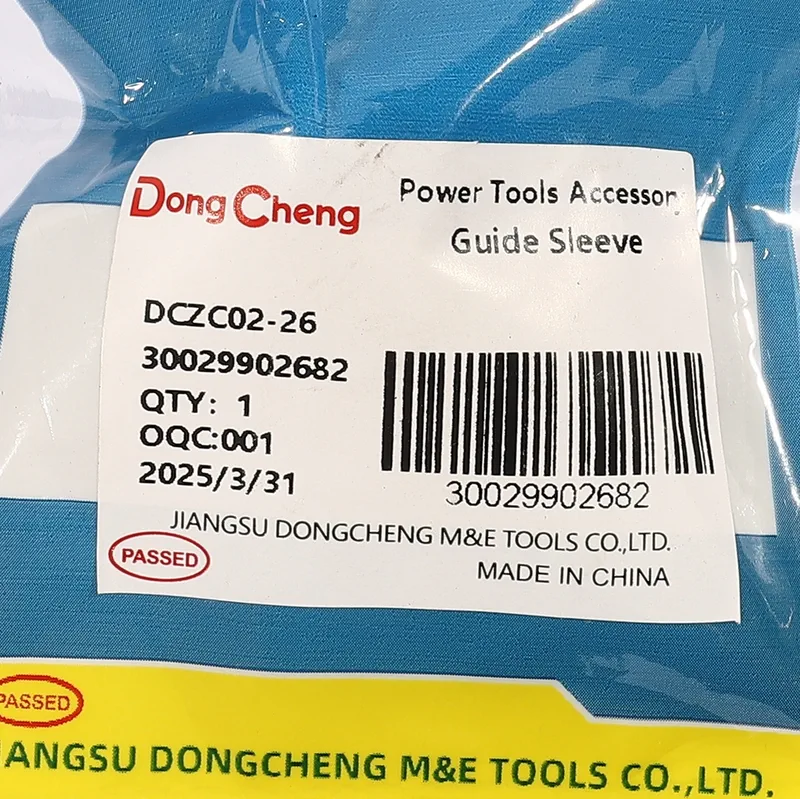 DongCheng
Power Tools Accessory
Guide Sleeve
DCZC02-26
30029902682
QTY: 1
OQC:001
2025/3/31
30029902682
JIANGSU DONGCHENG M&E TOOLS CO.,LTD.
PASSED
MADE IN CHINA
PASSED
JIANGSU DONGCHENG M&E TOOLS CO.,LTD.